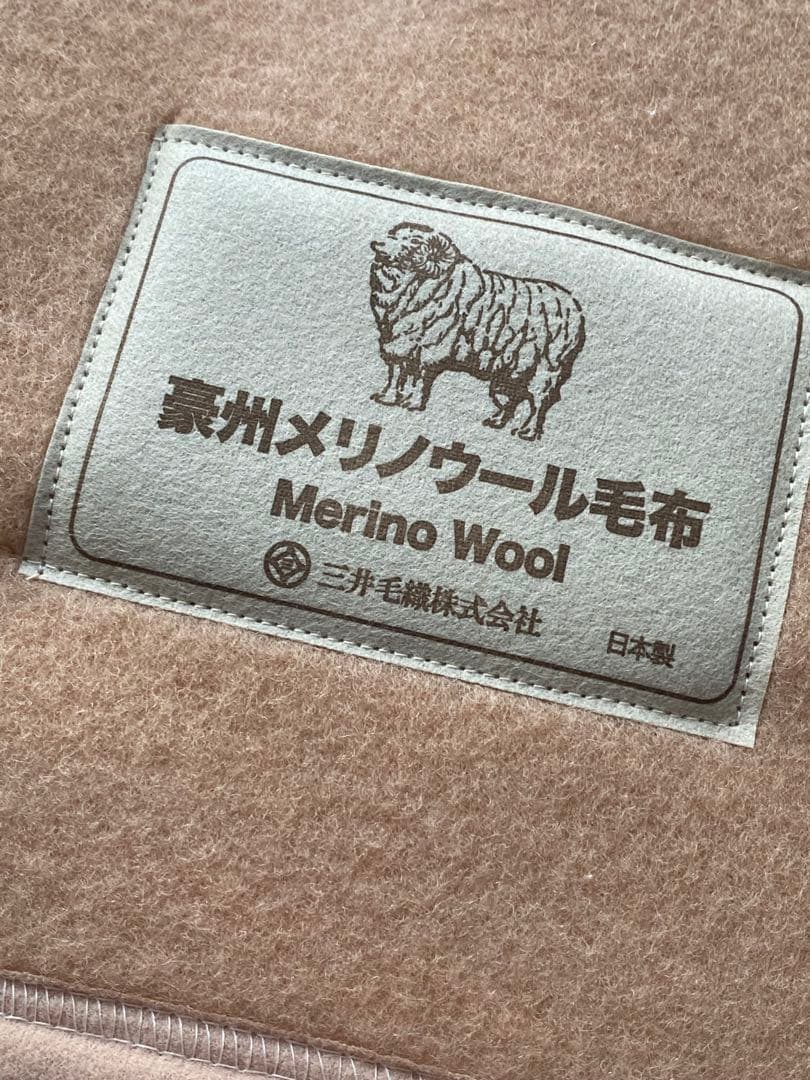 豪州メリノウール毛布
Merino Wool
三井毛織株式会社
日本製